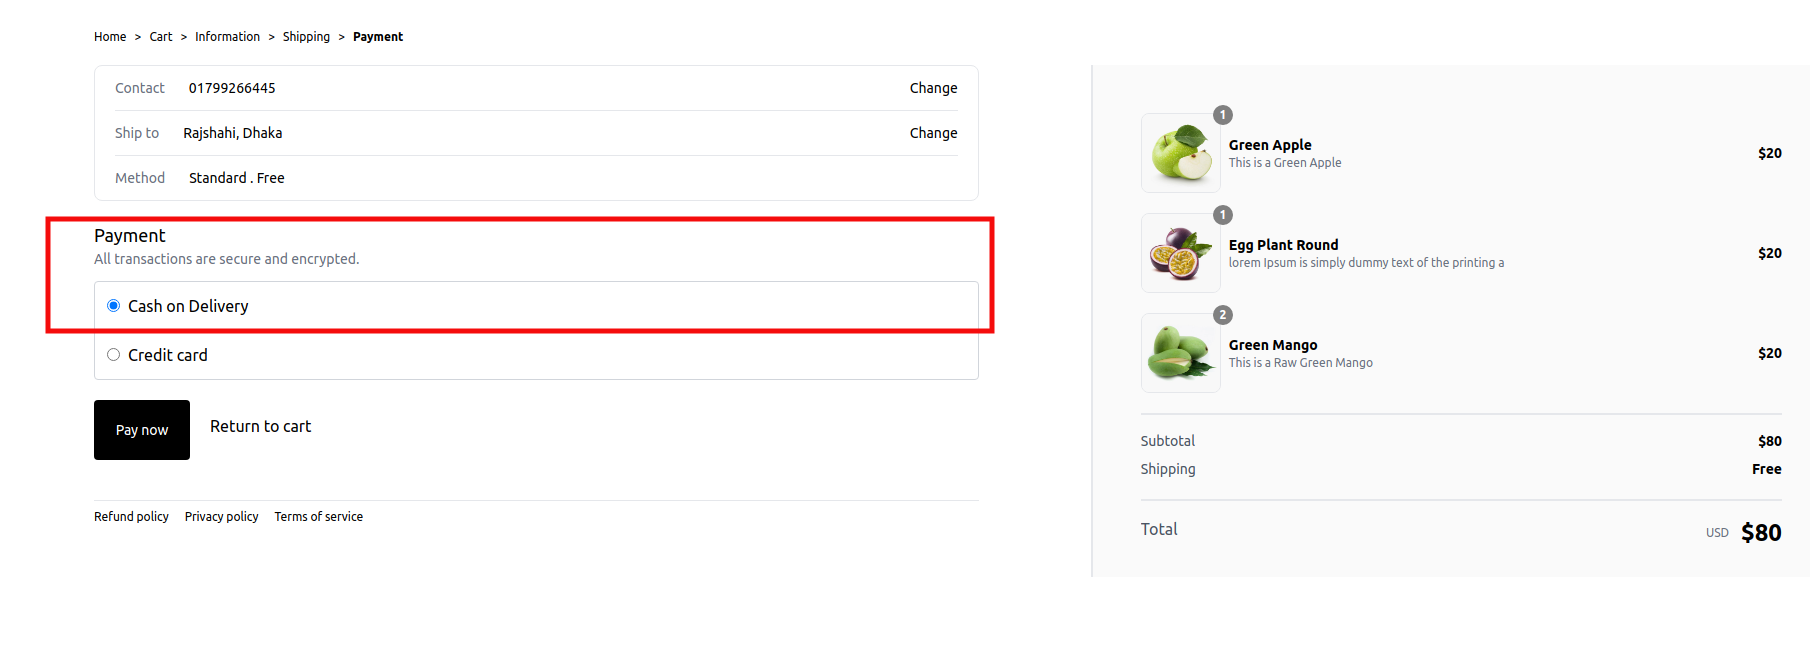 Home > Cart > Information > Shipping > Payment
Contact 01799266445 Change
Ship to Rajshahi, Dhaka Change
Method Standard . Free
Payment
All transactions are secure and encrypted.
Cash on Delivery
Credit card
Pay now Return to cart
Refund policy Privacy policy Terms of service
1
Green Apple
This is a Green Apple
$20
1
Egg Plant Round
lorem Ipsum is simply dummy text of the printing a
$20
2
Green Mango
This is a Raw Green Mango
$20
Subtotal $80
Shipping Free
Total USD $80